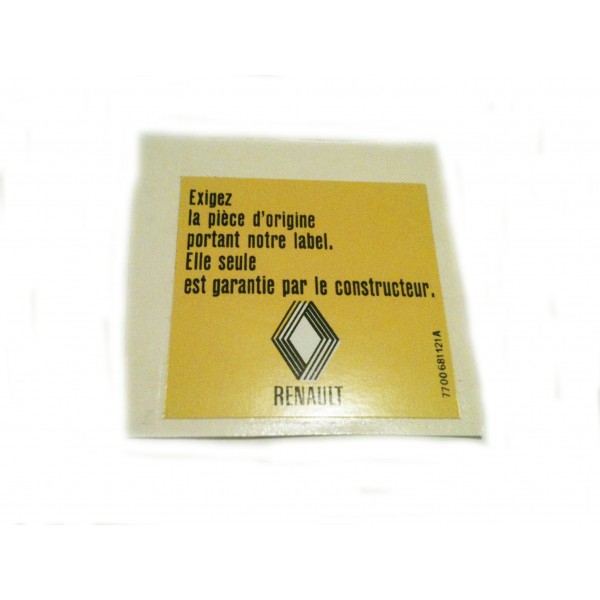 Exigez
la pièce d'origine
portant notre label.
Elle seule
est garantie par le constructeur.
RENAULT
7700681121A